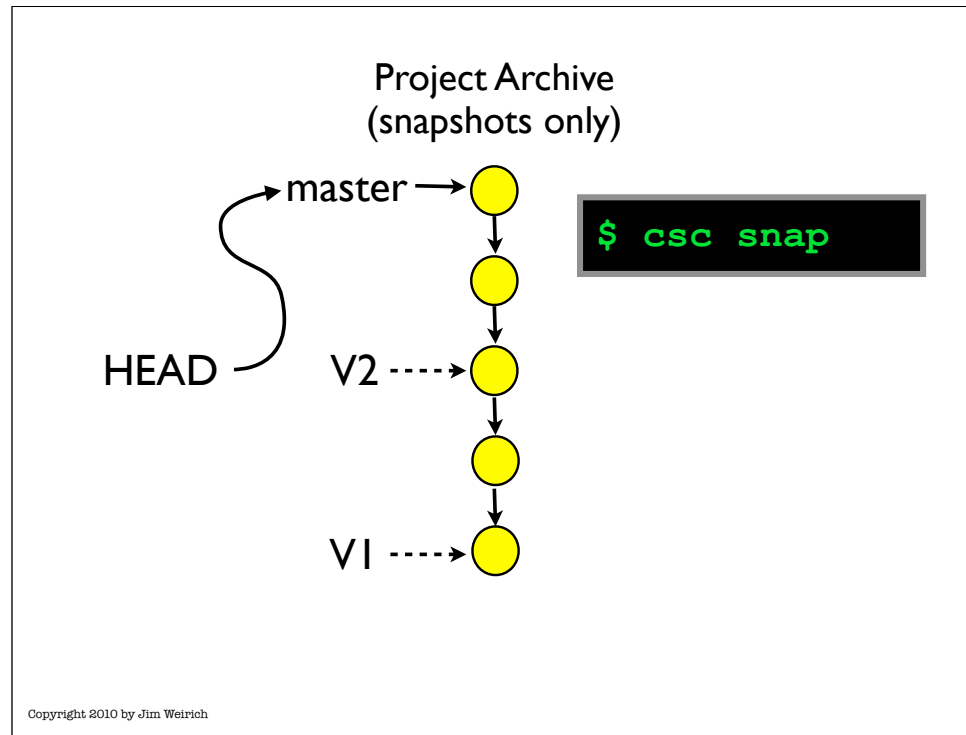 Project Archive
(snapshots only)
master
$ csc snap
HEAD
V2
V1
Copyright 2010 by Jim Weirich